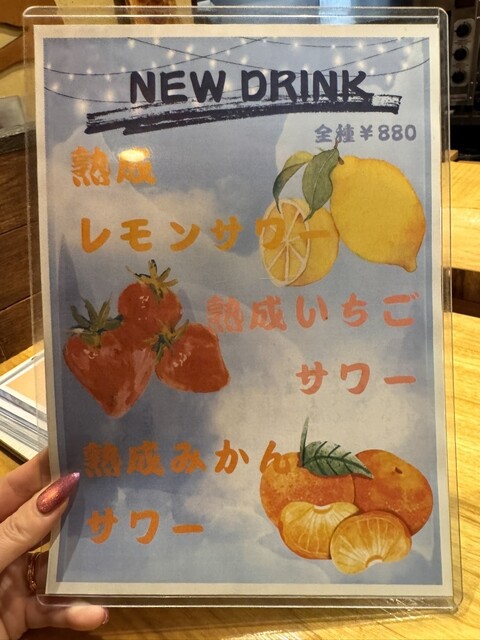 NEW DRINK
全種￥880
熟成
レモンサワー
熟成いちご
サワー
熟成みかん
サワー